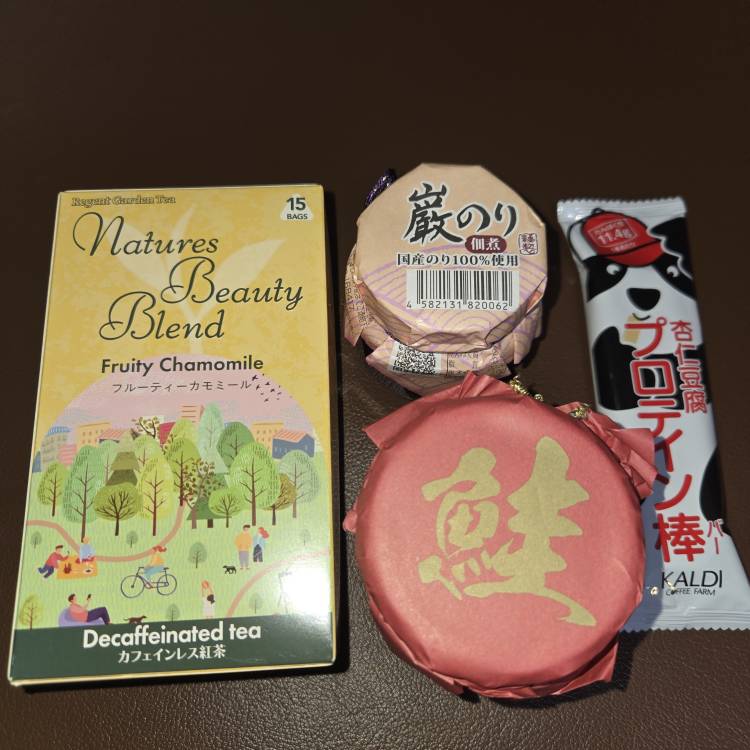 Regent Garden Tea
15
BAGS
Natures
Beauty
Blend
Fruity Chamomile
フルーティーカモミール
Decaffeinated tea
カフェインレス紅茶
巌のり
佃煮
国産のり100%使用
4 582131 820062
鮭
11.4g
杏仁豆腐
プロテイン棒
バー
KALDI
COFFEE FARM